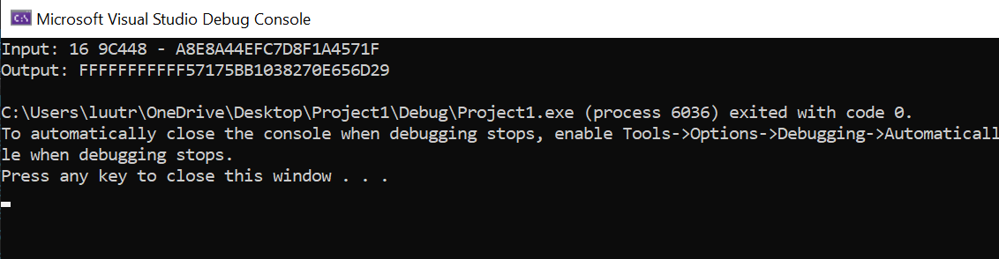 Microsoft Visual Studio Debug Console
Input: 16 9C448 - A8E8A44EFC7D8F1A4571F
Output: FFFFFFFFFFF57175BB1038270E656D29

C:\Users\luutr\OneDrive\Desktop\Project1\Debug\Project1.exe (process 6036) exited with code 0.
To automatically close the console when debugging stops, enable Tools->Options->Debugging->Automaticall
le when debugging stops.
Press any key to close this window . . .